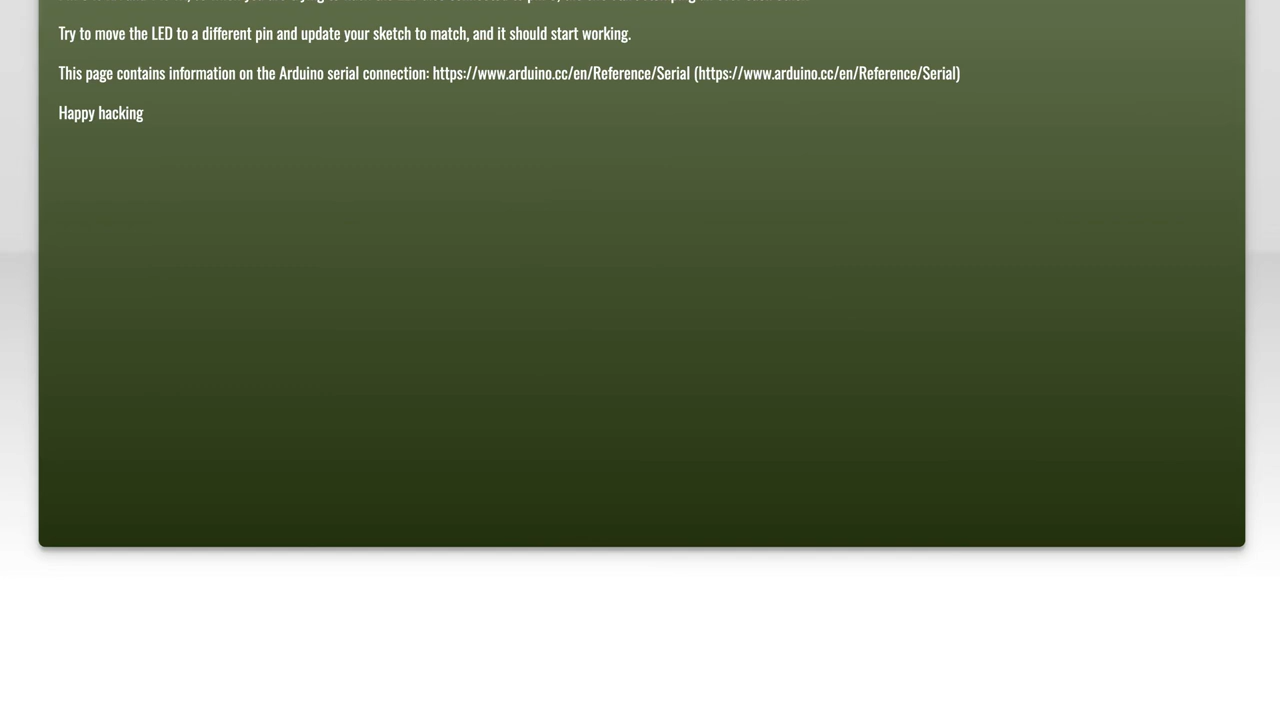 Try to move the LED to a different pin and update your sketch to match, and it should start working.
This page contains information on the Arduino serial connection: https://www.arduino.cc/en/Reference/Serial (https://www.arduino.cc/en/Reference/Serial)
Happy hacking